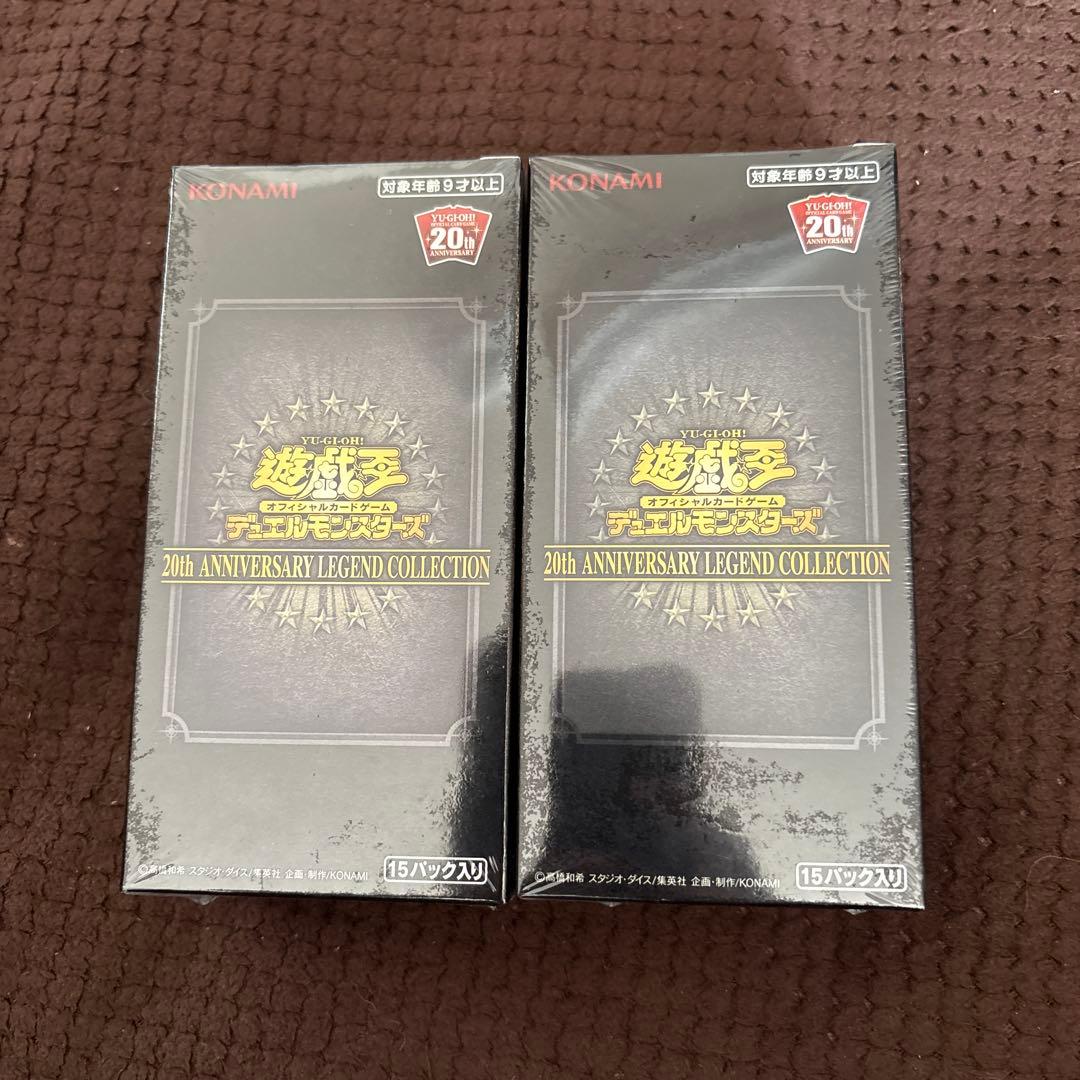 KONAMI
対象年齢9才以上
YU-GI-OH!
OFFICIAL CARD GAME
20th
ANNIVERSARY
YU-GI-OH!
遊戯王
オフィシャルカードゲーム
デュエルモンスターズ
20th ANNIVERSARY LEGEND COLLECTION
©高橋和希 スタジオ・ダイス/集英社 企画・制作/KONAMI
15パック入り
KONAMI
対象年齢9才以上
YU-GI-OH!
OFFICIAL CARD GAME
20th
ANNIVERSARY
YU-GI-OH!
遊戯王
オフィシャルカードゲーム
デュエルモンスターズ
20th ANNIVERSARY LEGEND COLLECTION
©高橋和希 スタジオ・ダイス/集英社 企画・制作/KONAMI
15パック入り